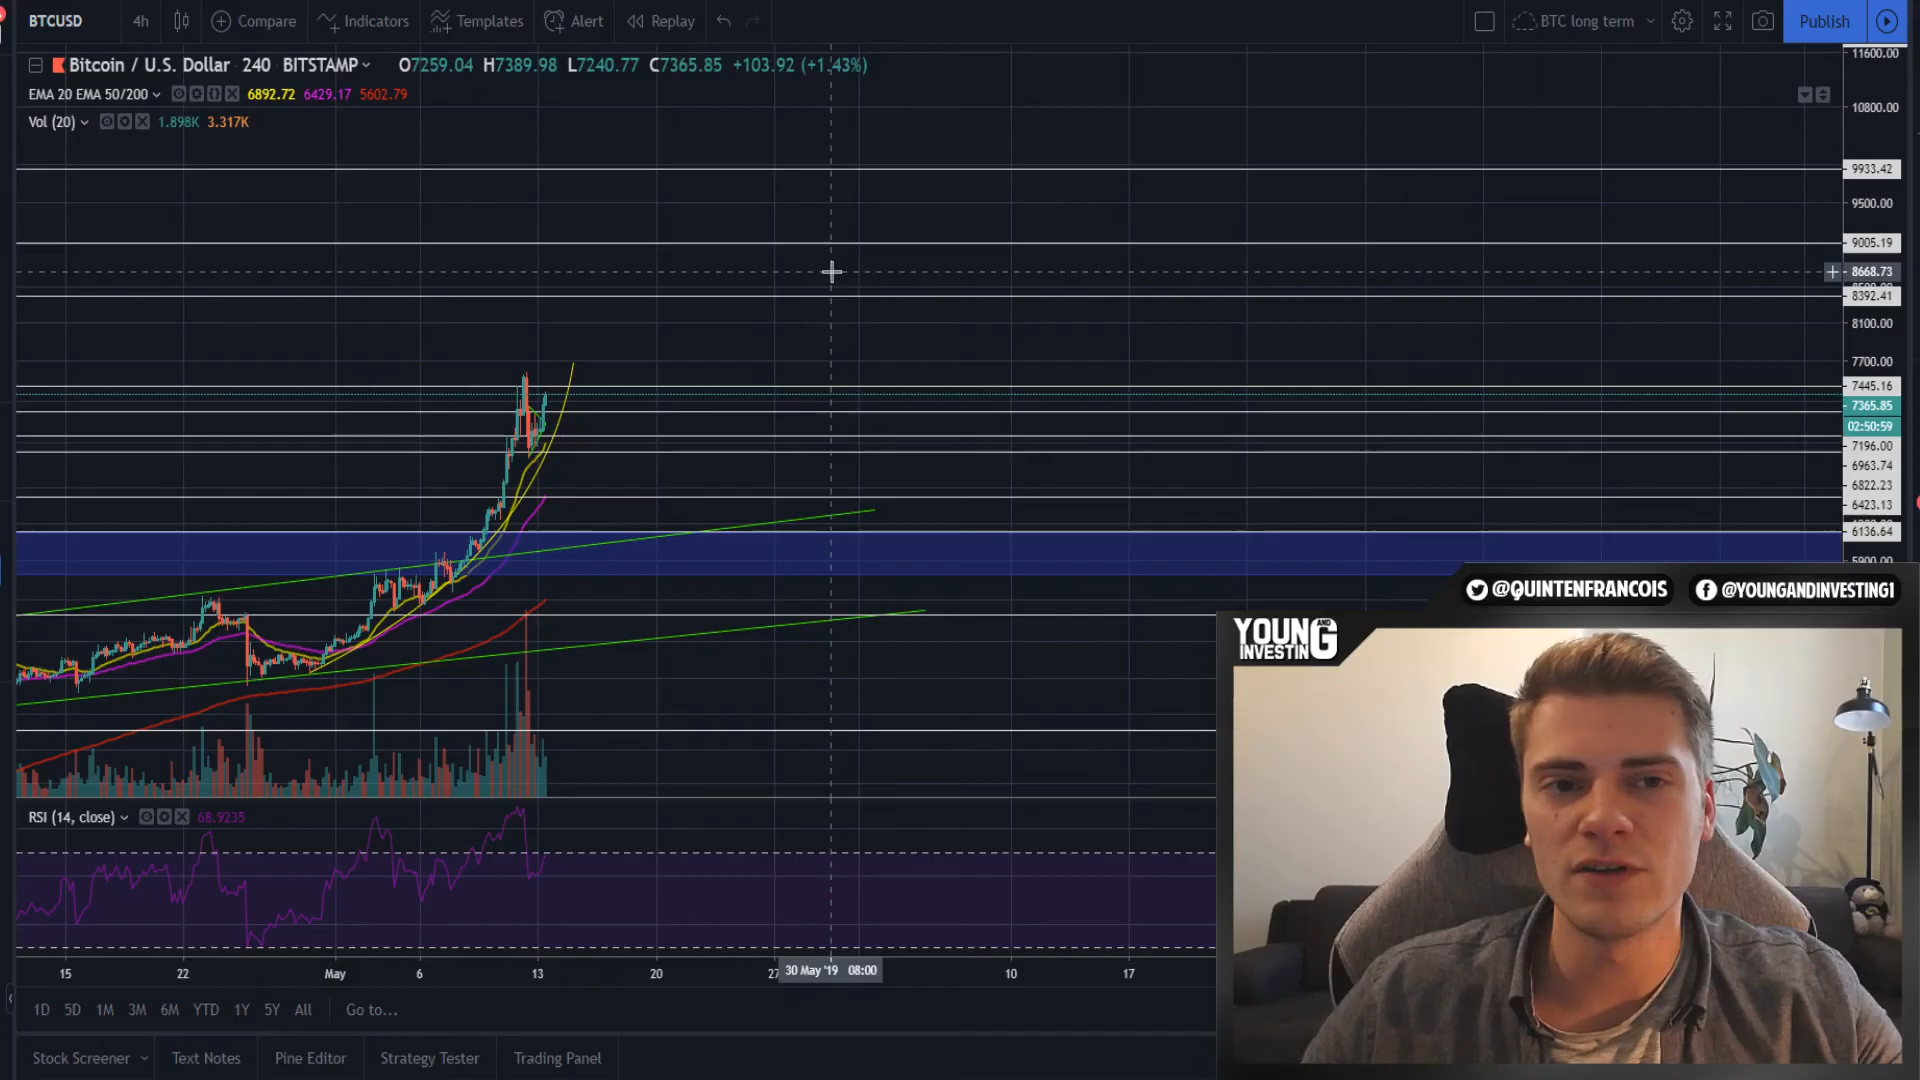 BTCUSD 4h Compare Indicators Templates Alert Replay BTC long term Publish
Bitcoin / U.S. Dollar 240 BITSTAMP O7259.04 H7389.98 L7240.77 C7365.85 +103.92 (+1.43%)
EMA 20 EMA 50/200 6892.72 6429.17 5602.79
Vol (20) 1.898K 3.317K
11600.00
10800.00
9933.42
9500.00
9005.19
8668.73
8392.41
8100.00
7700.00
7445.16
7365.85
02:50:59
7196.00
6963.74
6822.23
6423.13
6136.64
5900.00
@QUINTENFRANCOIS @YOUNGANDINVESTING1
YOUNG AND
INVESTING
RSI (14, close) 68.9235
15 22 May 6 13 20 27 30 May '19 08:00 10 17
1D 5D 1M 3M 6M YTD 1Y 5Y All Go to...
Stock Screener Text Notes Pine Editor Strategy Tester Trading Panel